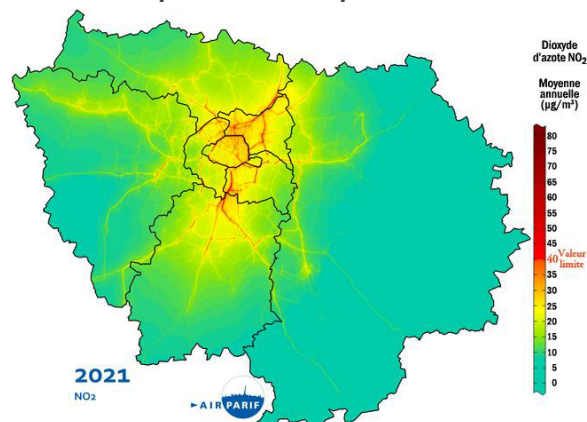 Dioxyde
d'azote NO₂
Moyenne
annuelle
(µg/m³)
80
75
70
65
60
55
50
45
40 Valeur
limite
35
30
25
20
15
10
5
0
2021
NO₂
AIRPARIF